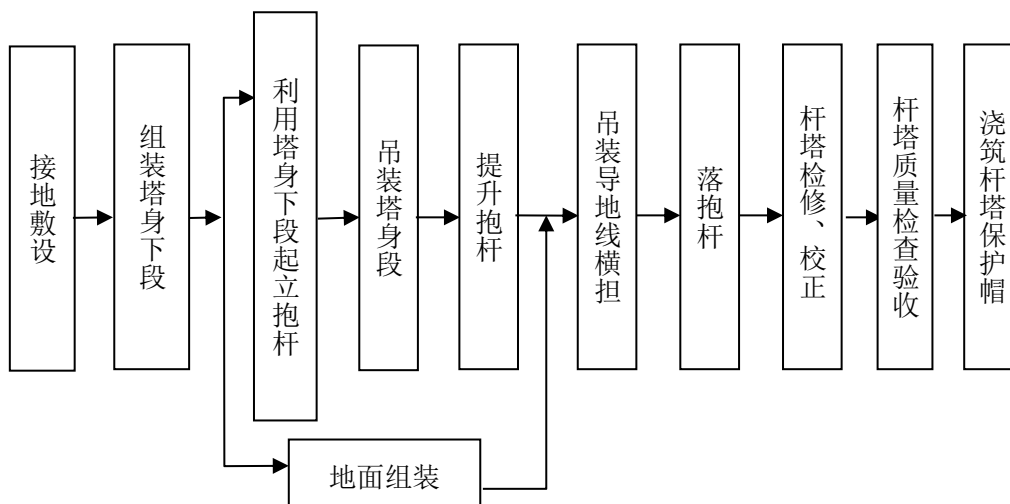 接地敷设
组装塔身下段
利用塔身下段起立抱杆
吊装塔身段
提升抱杆
吊装导地线横担
落抱杆
杆塔检修、校正
杆塔质量检查验收
浇筑杆塔保护帽
地面组装